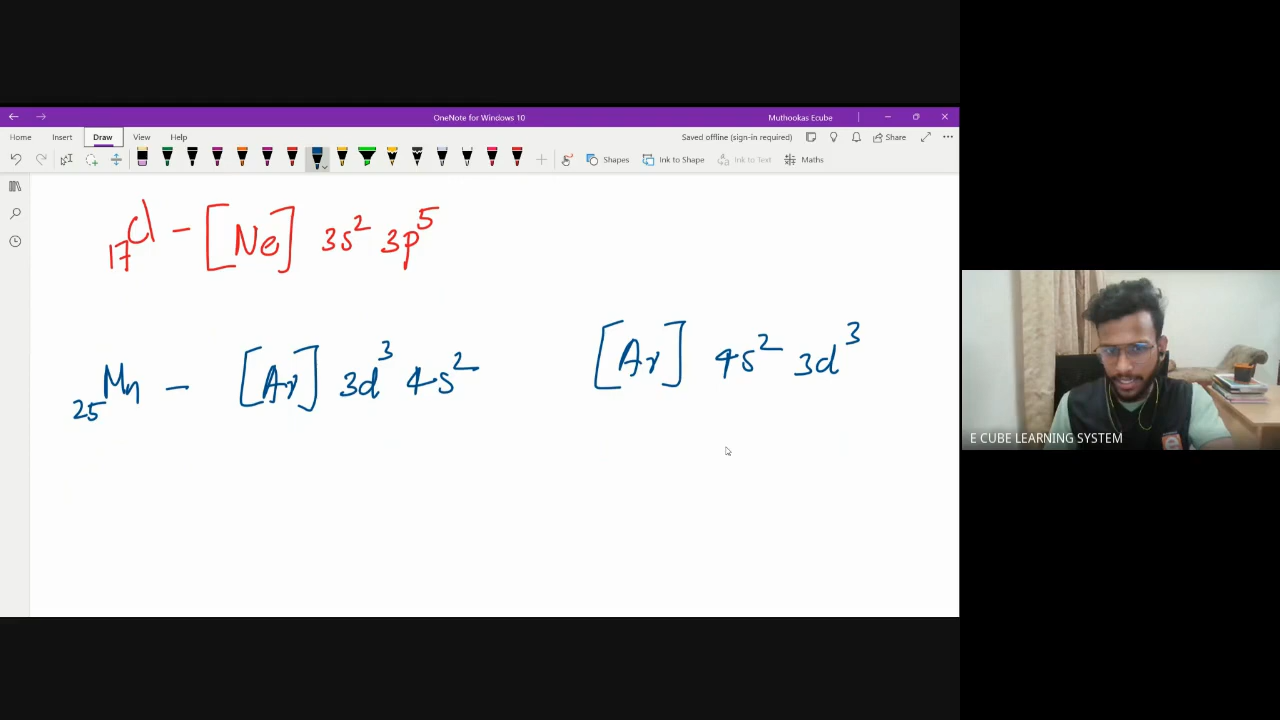 OneNote for Windows 10
Muthookas Ecube
Home Insert Draw View Help
Saved offline (sign-in required) Share
Shapes Ink to Shape Ink to Text Maths
₁₇Cl – [Ne] 3s² 3p⁵
₂₅Mn – [Ar] 3d³ 4s² [Ar] 4s² 3d³
E CUBE LEARNING SYSTEM